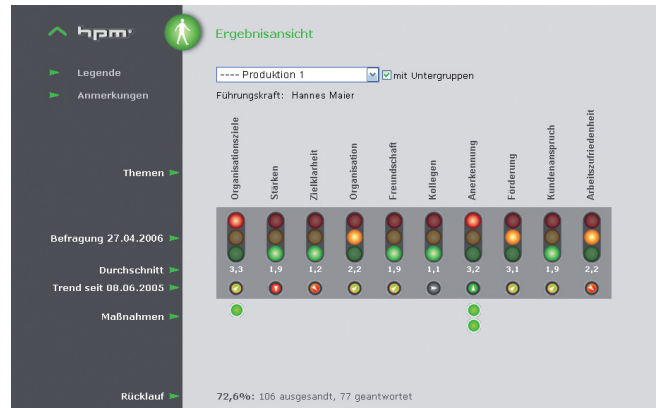 hpm
Ergebnisansicht
Legende
Anmerkungen
---- Produktion 1
mit Untergruppen
Führungskraft: Hannes Maier
Themen
Organisationsziele
Stärken
Zielklarheit
Organisation
Freundschaft
Kollegen
Anerkennung
Förderung
Kundenanspruch
Arbeitszufriedenheit
Befragung 27.04.2006
Durchschnitt
3,3 1,9 1,2 2,2 1,9 1,1 3,2 3,1 1,9 2,2
Trend seit 08.06.2005
Maßnahmen
Rücklauf
72,6%: 106 ausgesandt, 77 geantwortet